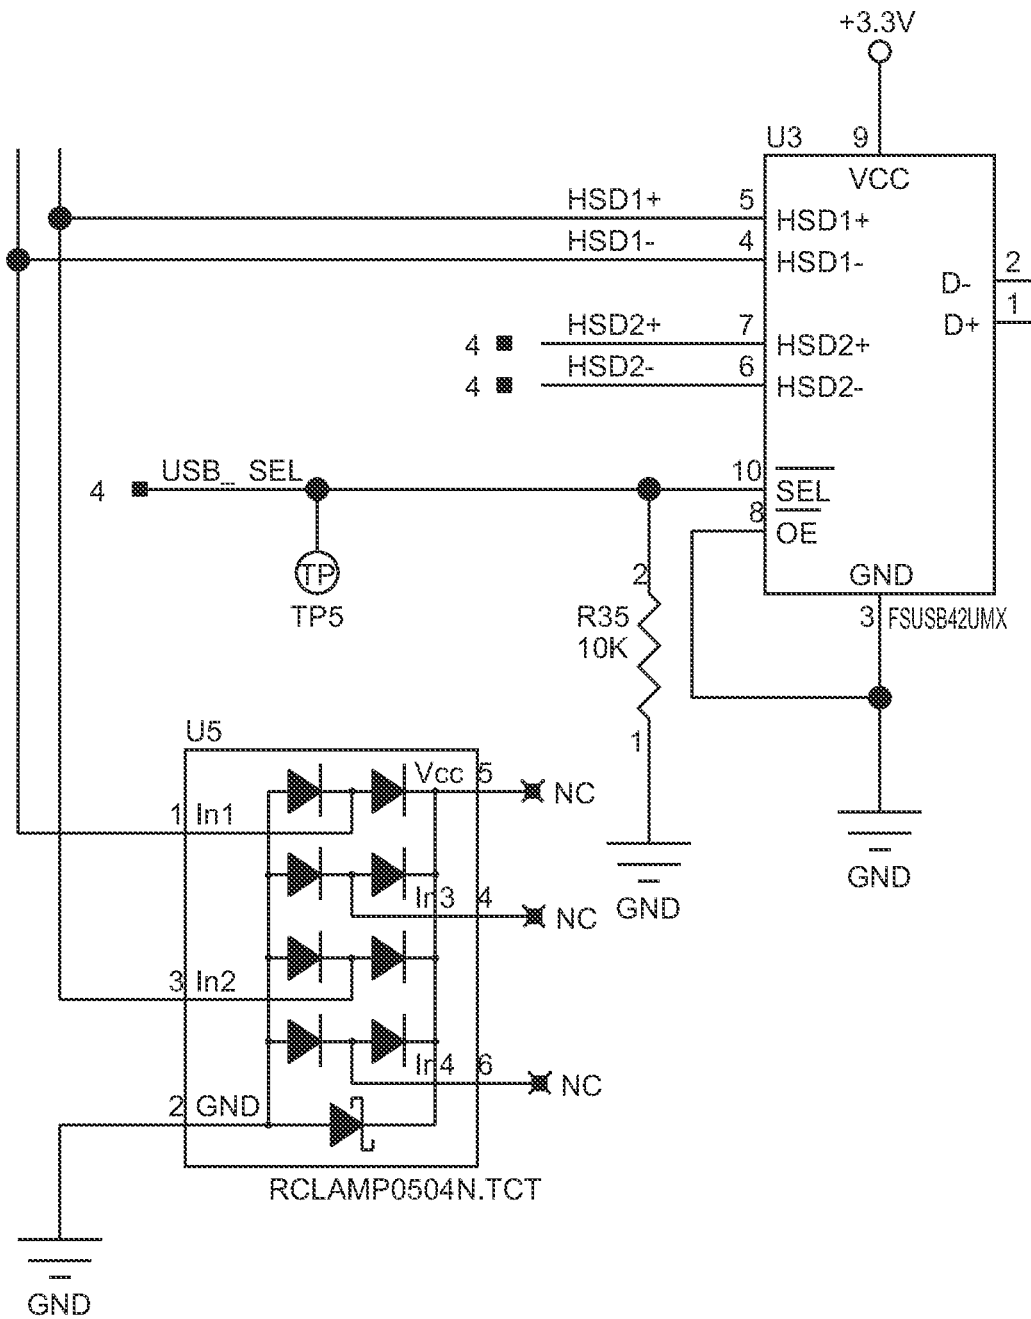 +3.3V
U3 9
VCC
HSD1+ 5 HSD1+
HSD1- 4 HSD1-
D- 2
D+ 1
HSD2+ 7 HSD2+
4 HSD2- 6 HSD2-
4
USB_ SEL 10 SEL
4
8 OE
TP
TP5
GND
3 FSUSB42UMX
2
R35
10K
1
U5
Vcc 5 NC
1 In1
In3 4 NC
GND
GND
3 In2
In4 6 NC
2 GND
RCLAMP0504N.TCT
GND